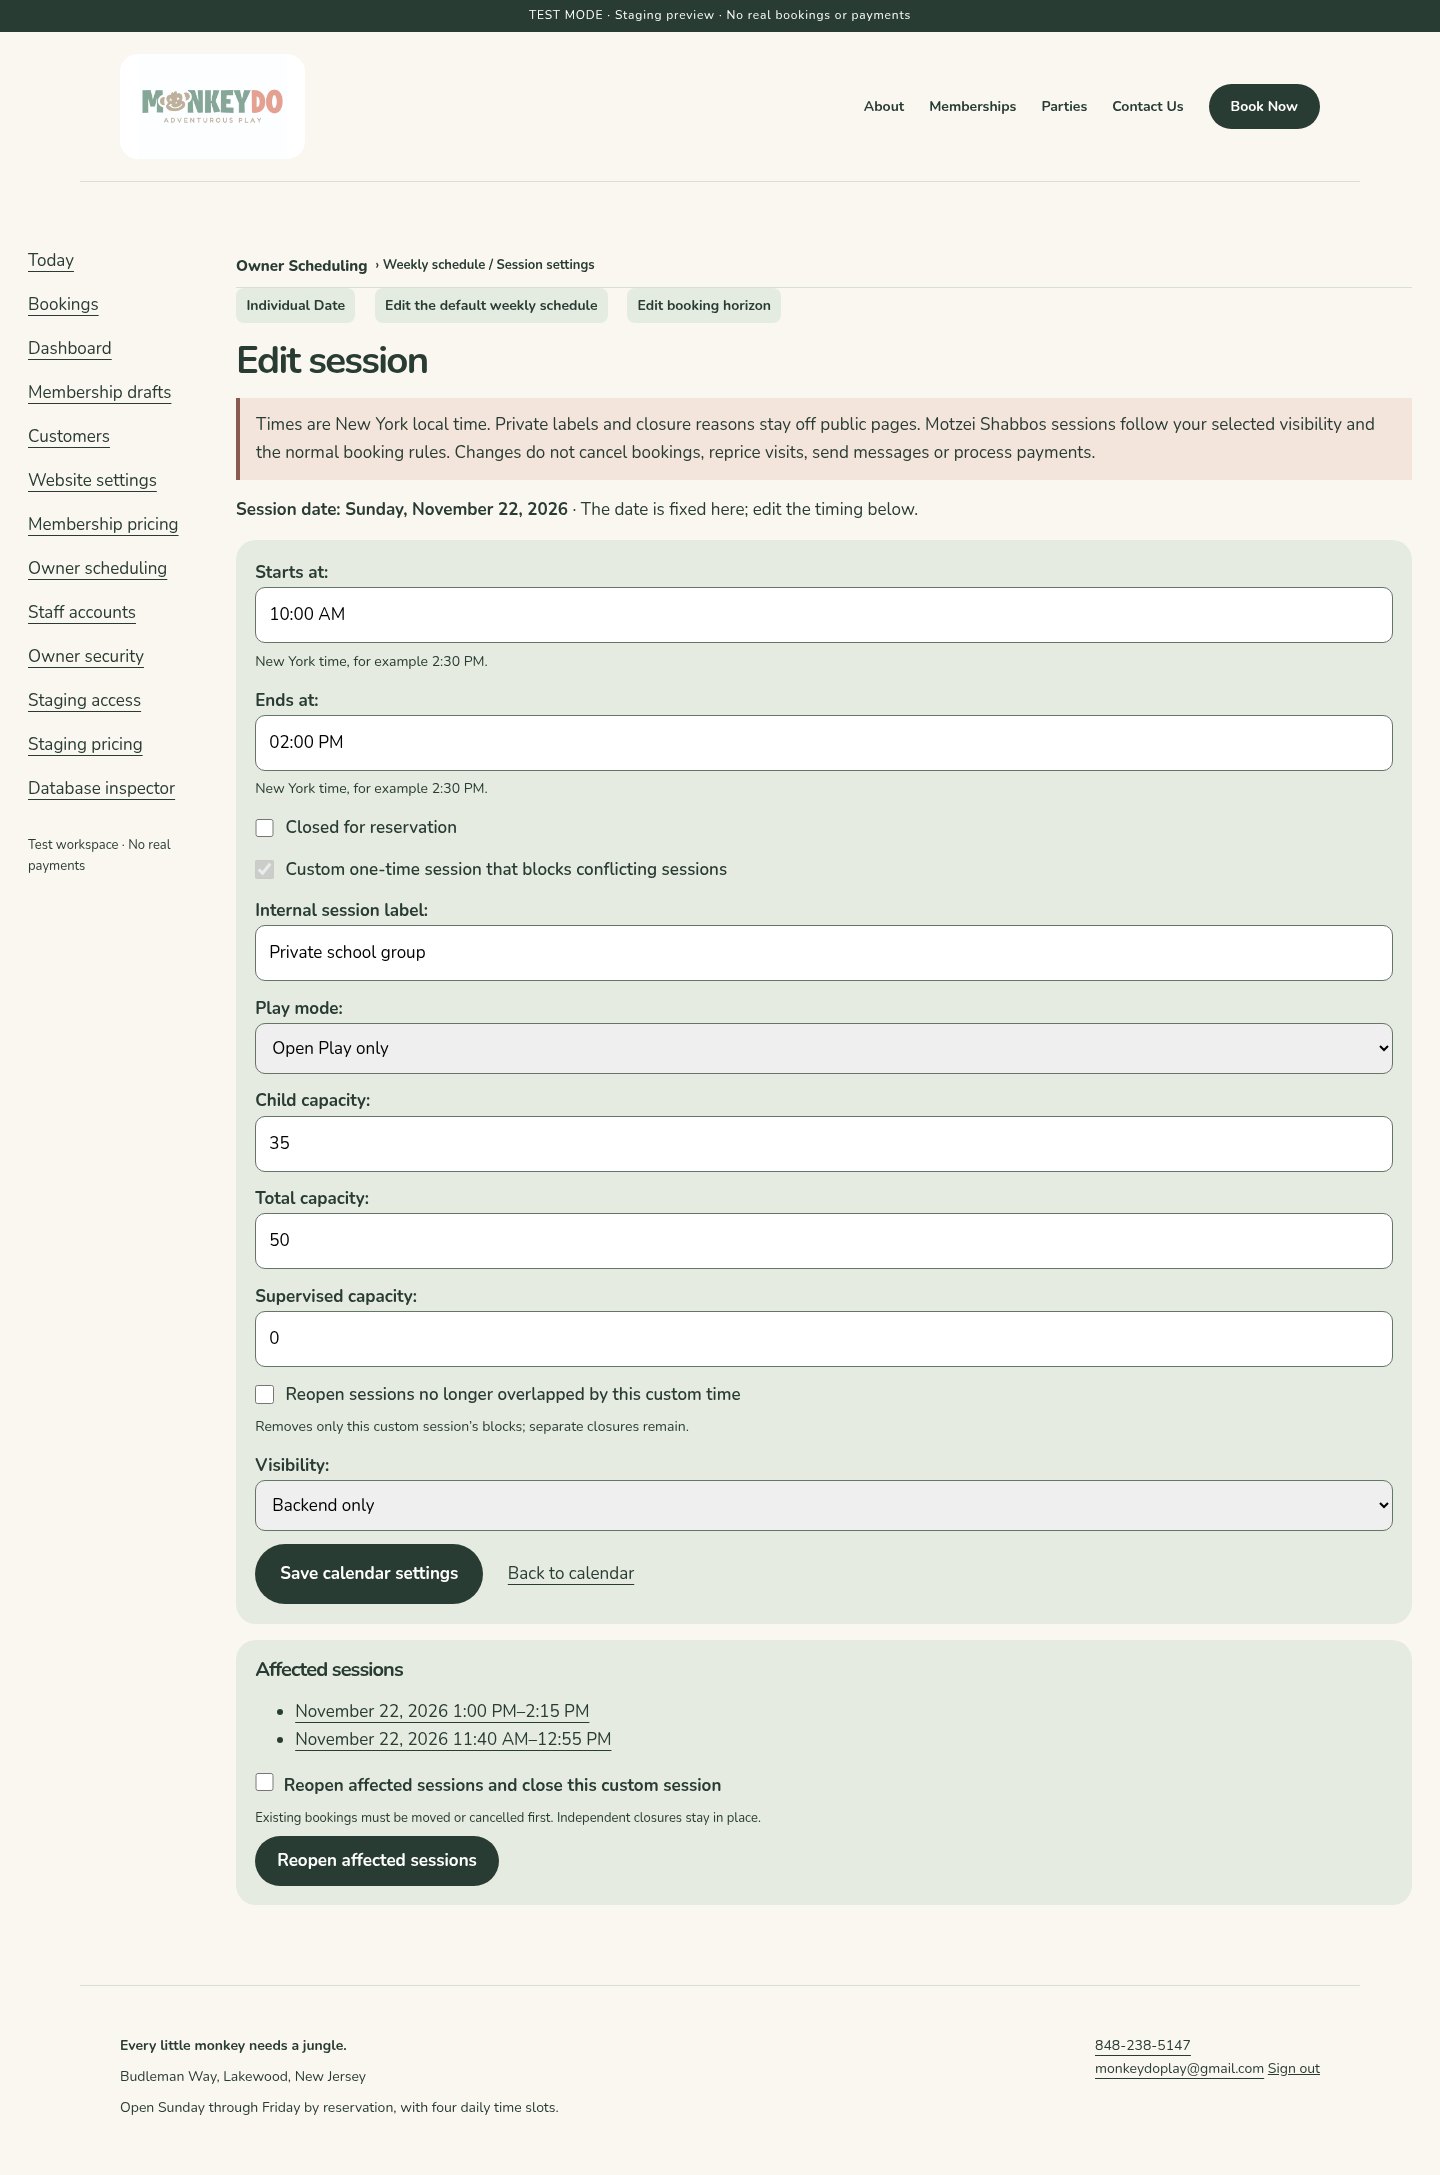 TEST MODE · Staging preview · No real bookings or payments
MONKEYDO
ADVENTUROUS PLAY
About
Memberships
Parties
Contact Us
Book Now
Today
Bookings
Dashboard
Membership drafts
Customers
Website settings
Membership pricing
Owner scheduling
Staff accounts
Owner security
Staging access
Staging pricing
Database inspector
Test workspace · No real
payments
Owner Scheduling › Weekly schedule / Session settings
Individual Date
Edit the default weekly schedule
Edit booking horizon
Edit session
Times are New York local time. Private labels and closure reasons stay off public pages. Motzei Shabbos sessions follow your selected visibility and
the normal booking rules. Changes do not cancel bookings, reprice visits, send messages or process payments.
Session date: Sunday, November 22, 2026 · The date is fixed here; edit the timing below.
Starts at:
10:00 AM
New York time, for example 2:30 PM.
Ends at:
02:00 PM
New York time, for example 2:30 PM.
Closed for reservation
Custom one-time session that blocks conflicting sessions
Internal session label:
Private school group
Play mode:
Open Play only
Child capacity:
35
Total capacity:
50
Supervised capacity:
0
Reopen sessions no longer overlapped by this custom time
Removes only this custom session’s blocks; separate closures remain.
Visibility:
Backend only
Save calendar settings
Back to calendar
Affected sessions
November 22, 2026 1:00 PM–2:15 PM
November 22, 2026 11:40 AM–12:55 PM
Reopen affected sessions and close this custom session
Existing bookings must be moved or cancelled first. Independent closures stay in place.
Reopen affected sessions
Every little monkey needs a jungle.
Budleman Way, Lakewood, New Jersey
Open Sunday through Friday by reservation, with four daily time slots.
848-238-5147
monkeydoplay@gmail.com Sign out